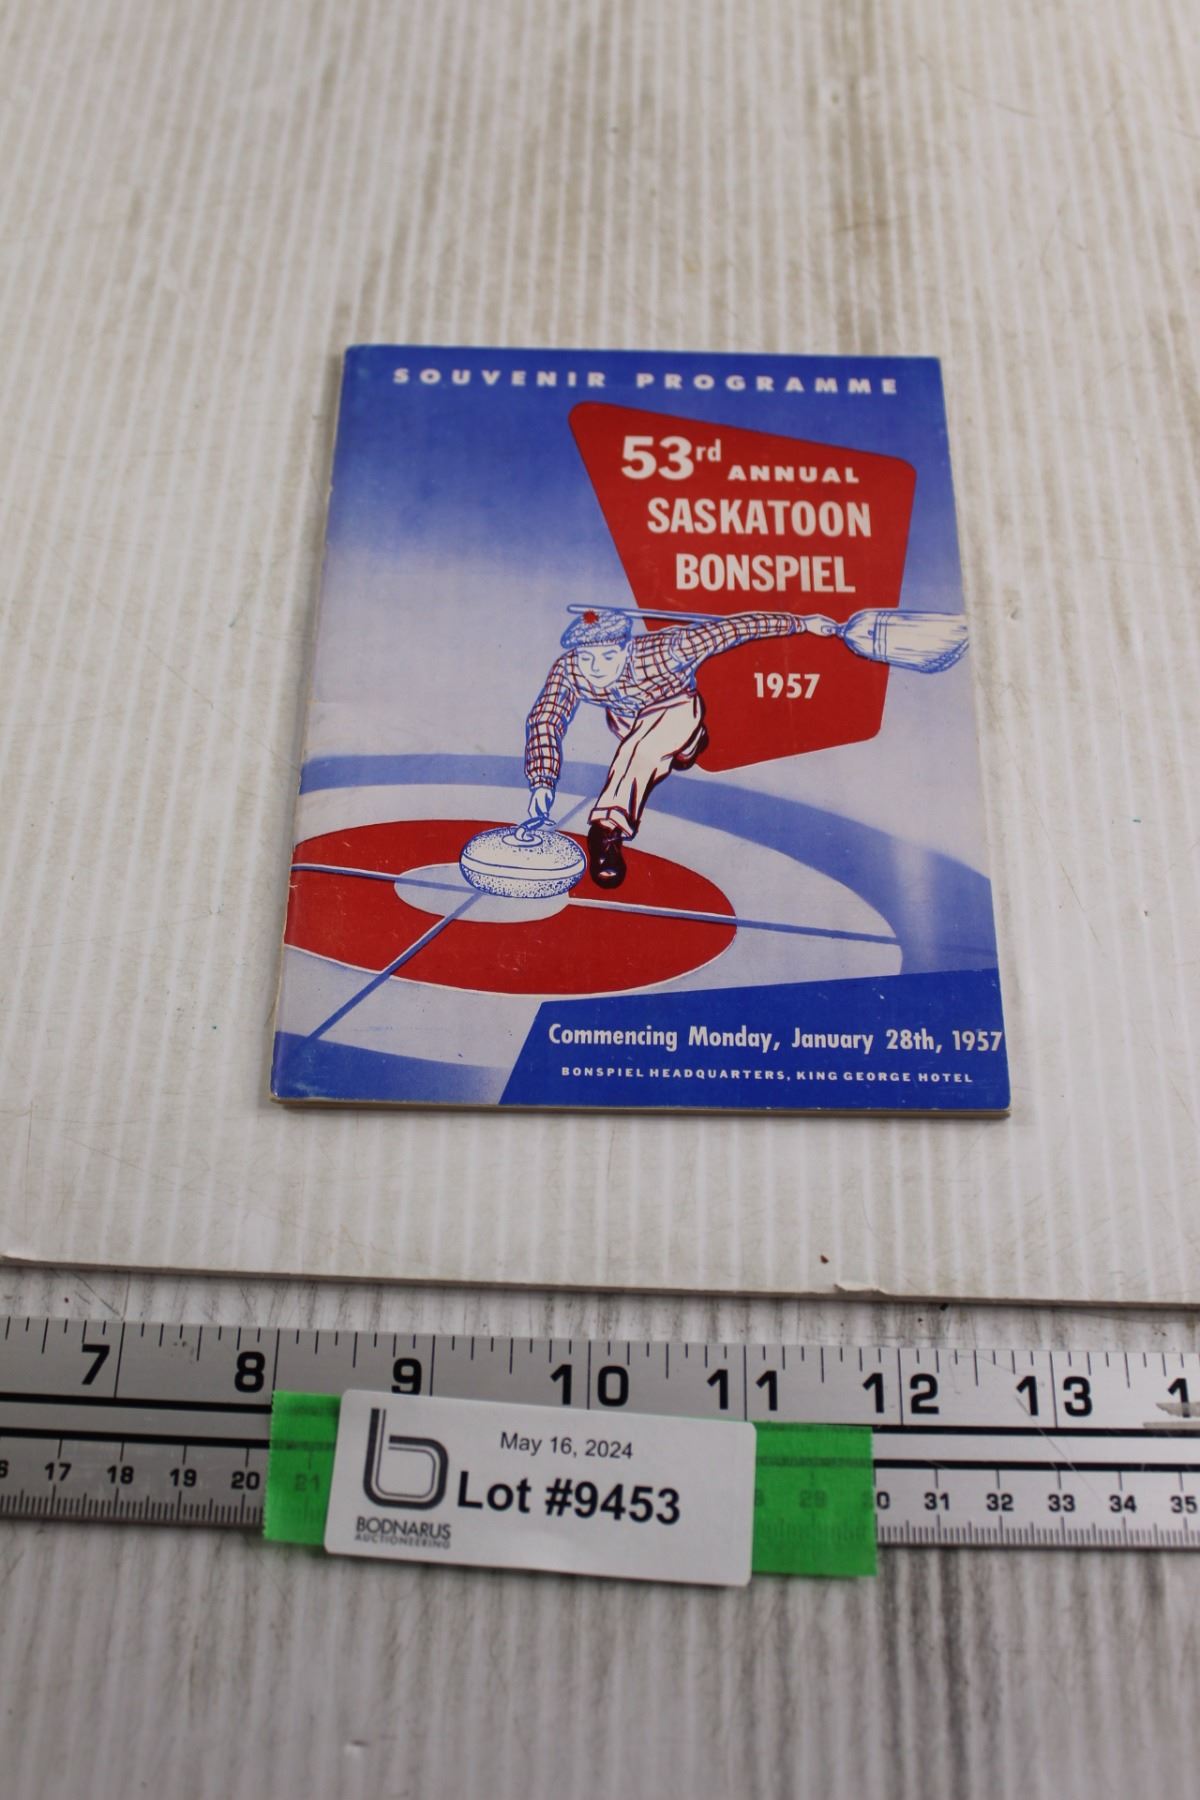 SOUVENIR PROGRAMME
53rd ANNUAL
SASKATOON
BONSPIEL
1957
Commencing Monday, January 28th, 1957
BONSPIEL HEADQUARTERS, KING GEORGE HOTEL
7 8 9 10 11 12 13
17 18 19 20 21 29 30 31 32 33 34 35
May 16, 2024
Lot #9453
BODNARUS
AUCTIONEERING